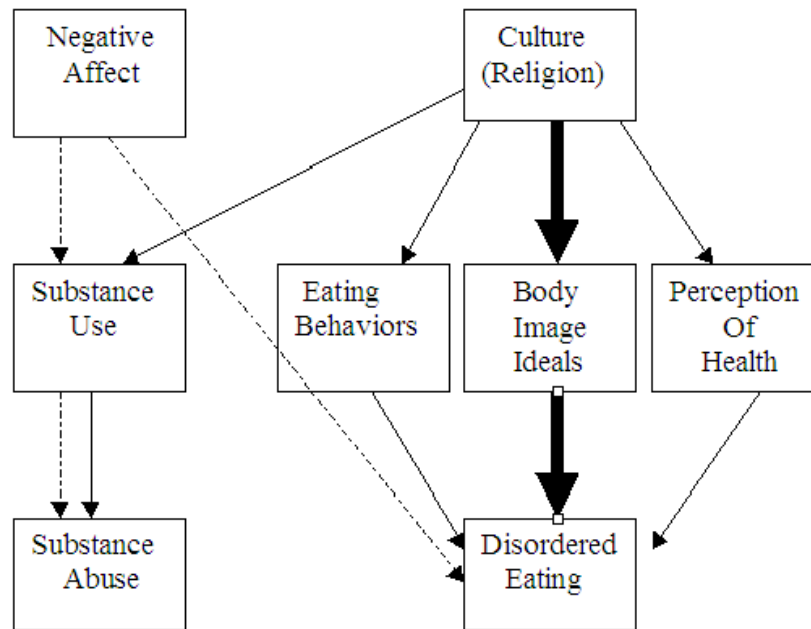 Negative
Affect
Culture
(Religion)
Substance
Use
Eating
Behaviors
Body
Image
Ideals
Perception
Of
Health
Substance
Abuse
Disordered
Eating